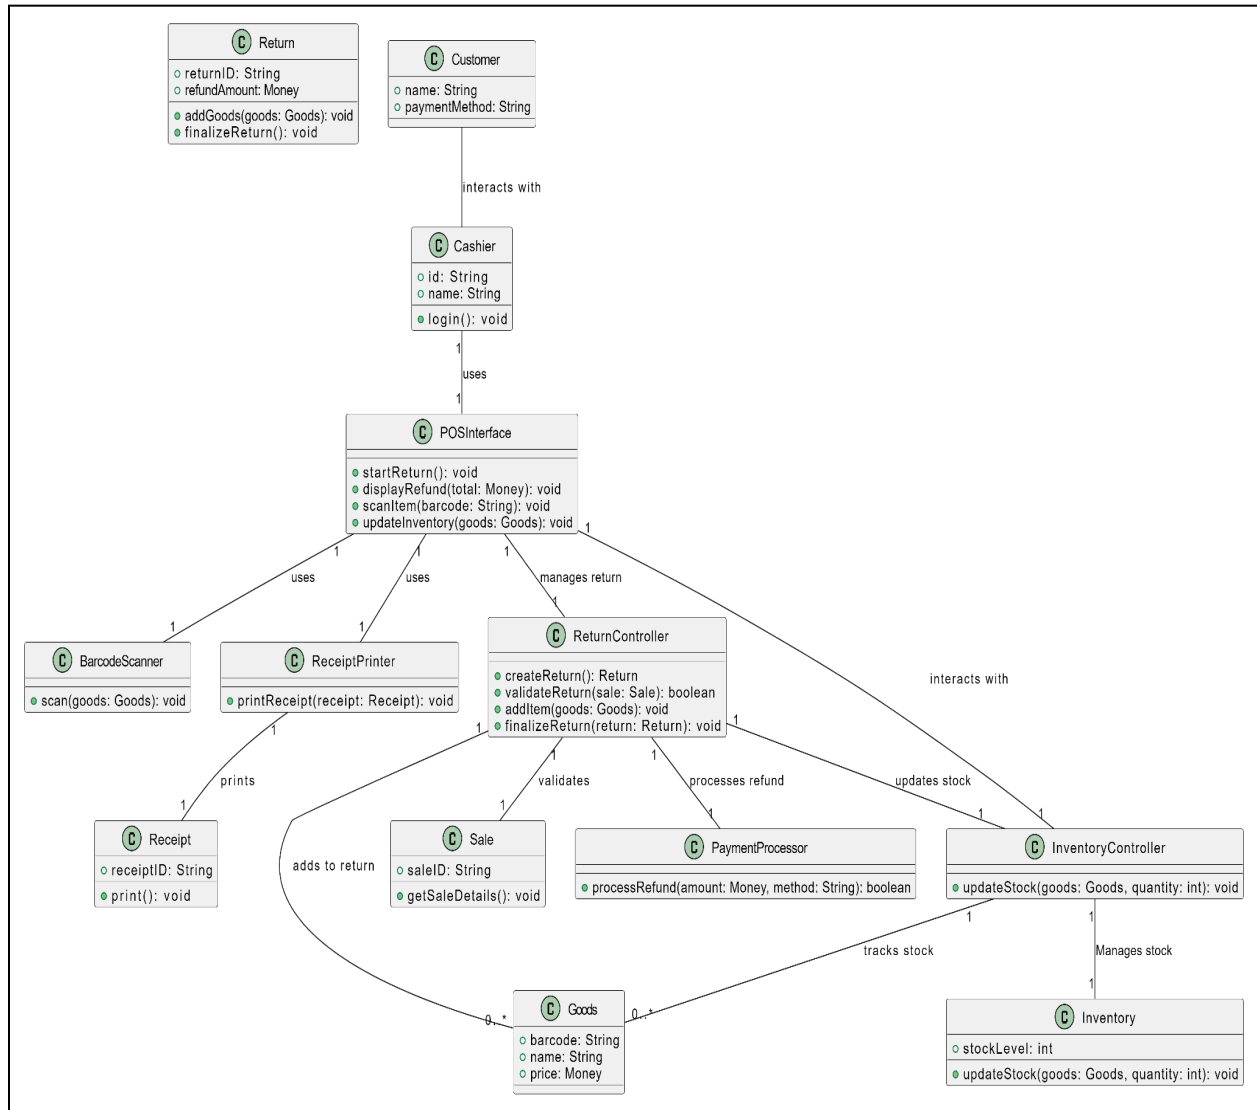 C Return
returnID: String
refundAmount: Money
addGoods(goods: Goods): void
finalizeReturn(): void
C Customer
name: String
paymentMethod: String
interacts with
C Cashier
id: String
name: String
login(): void
1
uses
1
C POSInterface
startReturn(): void
displayRefund(total: Money): void
scanItem(barcode: String): void
updateInventory(goods: Goods): void
1
1
1
1
uses
uses
manages return
interacts with
1
1
1
1
C BarcodeScanner
scan(goods: Goods): void
C ReceiptPrinter
printReceipt(receipt: Receipt): void
C ReturnController
createReturn(): Return
validateReturn(sale: Sale): boolean
addItem(goods: Goods): void
finalizeReturn(return: Return): void
1
1
1
1
1
prints
adds to return
validates
processes refund
updates stock
1
1
1
1
C Receipt
receiptID: String
print(): void
C Sale
saleID: String
getSaleDetails(): void
C PaymentProcessor
processRefund(amount: Money, method: String): boolean
C InventoryController
updateStock(goods: Goods, quantity: int): void
1
1
tracks stock
Manages stock
0..*
0..*
1
C Goods
barcode: String
name: String
price: Money
C Inventory
stockLevel: int
updateStock(goods: Goods, quantity: int): void